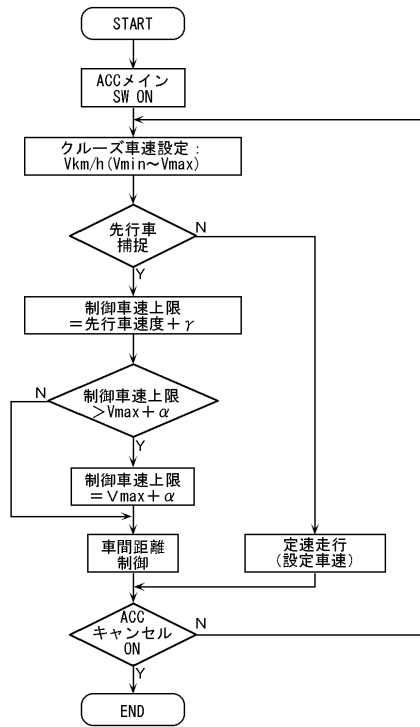 START
ACCメイン
SW ON
クルーズ車速設定：
Vkm/h(Vmin～Vmax)
先行車
捕捉
N
Y
制御車速上限
＝先行車速度＋γ
N
制御車速上限
＞Vmax＋α
Y
制御車速上限
＝Vmax＋α
車間距離
制御
定速走行
(設定車速)
ACC
キャンセル
ON
N
Y
END